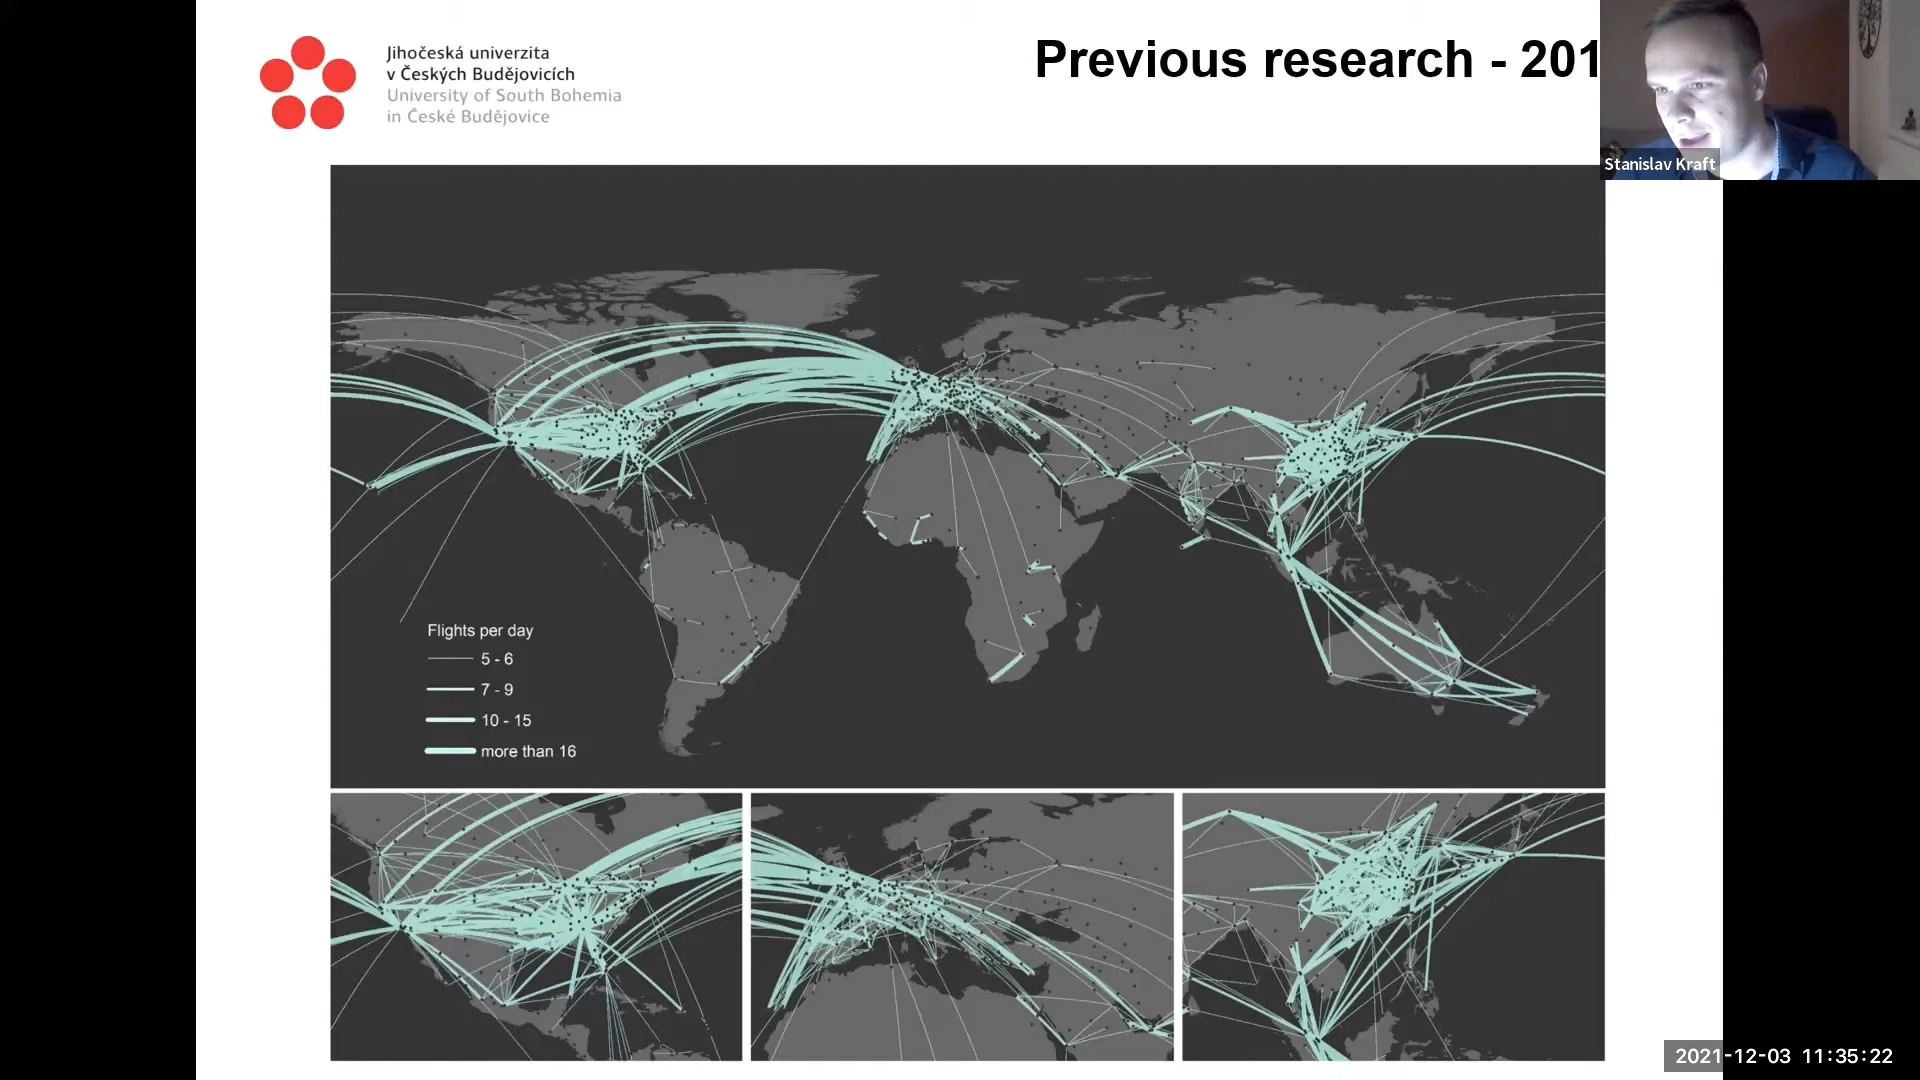 Jihočeská univerzita
v Českých Budějovicích
University of South Bohemia
in České Budějovice
Previous research - 201
Stanislav Kraft
Flights per day
5 - 6
7 - 9
10 - 15
more than 16
2021-12-03 11:35:22